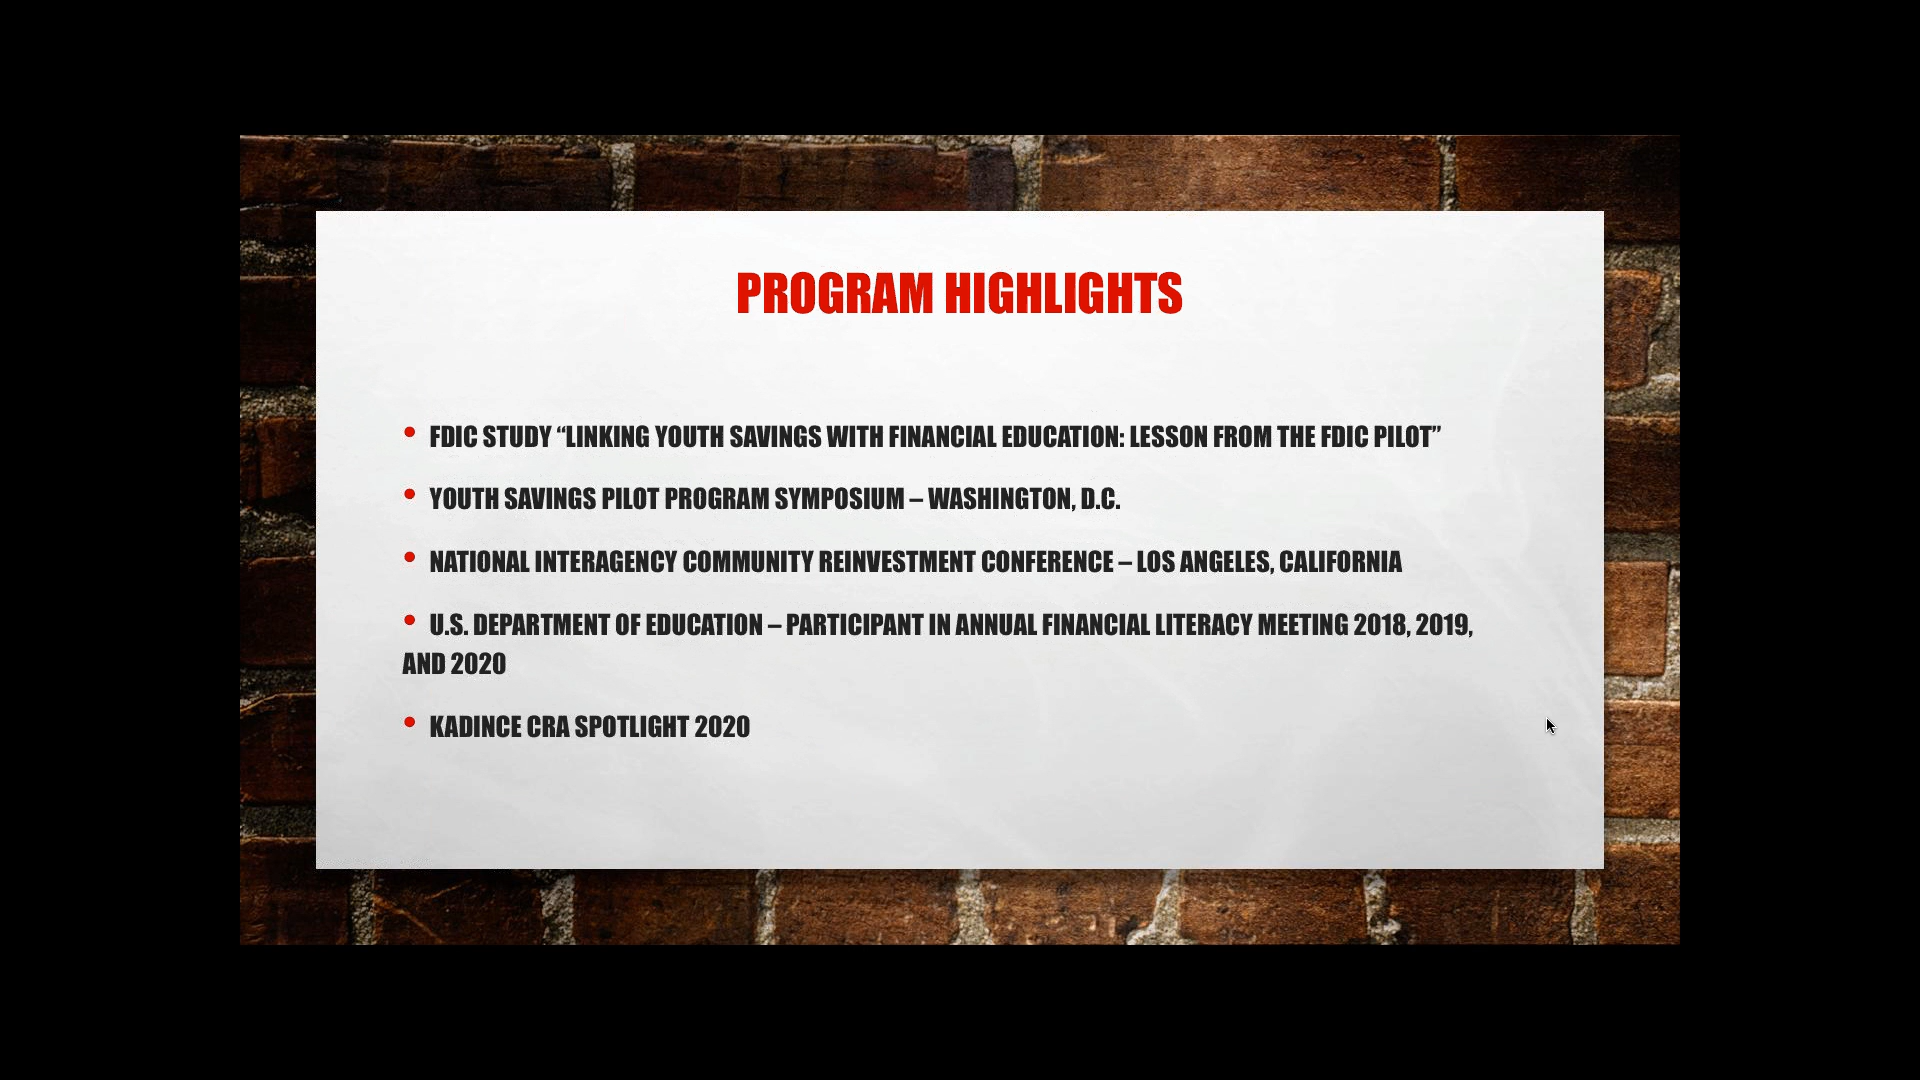 PROGRAM HIGHLIGHTS
• FDIC STUDY “LINKING YOUTH SAVINGS WITH FINANCIAL EDUCATION: LESSON FROM THE FDIC PILOT”
• YOUTH SAVINGS PILOT PROGRAM SYMPOSIUM – WASHINGTON, D.C.
• NATIONAL INTERAGENCY COMMUNITY REINVESTMENT CONFERENCE – LOS ANGELES, CALIFORNIA
• U.S. DEPARTMENT OF EDUCATION – PARTICIPANT IN ANNUAL FINANCIAL LITERACY MEETING 2018, 2019,
AND 2020
• KADINCE CRA SPOTLIGHT 2020